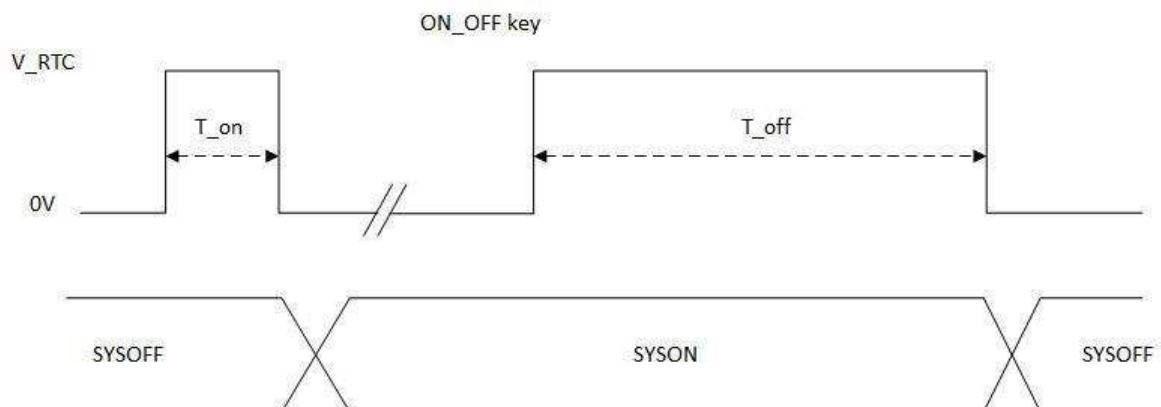 ON_OFF key
V_RTC
T_on
T_off
0V
SYSOFF
SYSON
SYSOFF